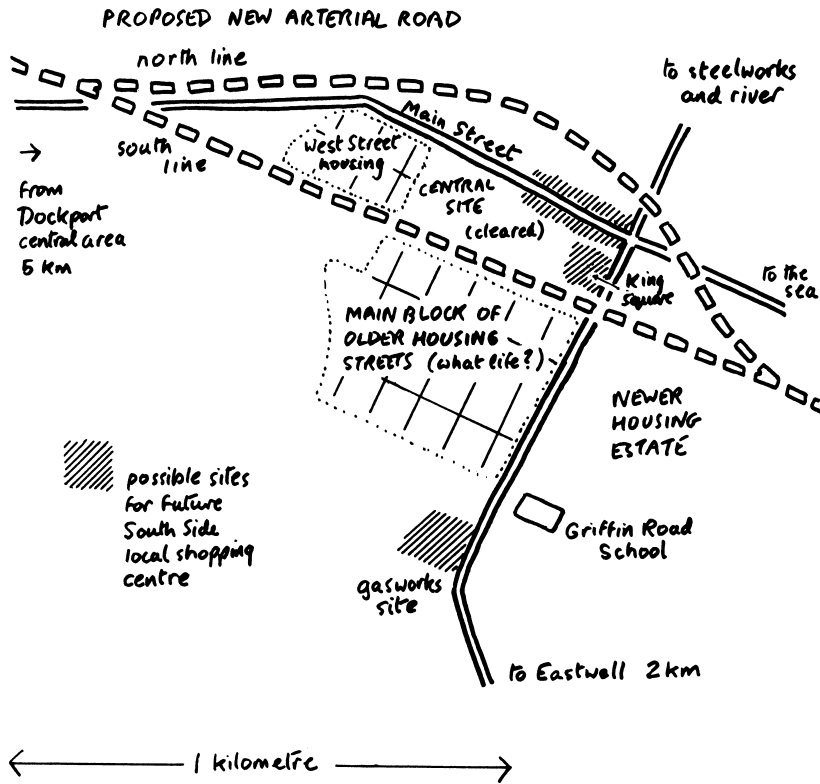 PROPOSED NEW ARTERIAL ROAD
north line
to steelworks
and river
Main Street
south
line
West Street
housing
→
from
Dockport
central area
5 km
CENTRAL
SITE
(cleared)
King
Square
to the
sea
MAIN BLOCK OF
OLDER HOUSING
STREETS (what life?)
NEWER
HOUSING
ESTATE
possible sites
for future
South Side
local shopping
centre
Griffin Road
School
gasworks
site
to Eastwell 2km
1 kilometre